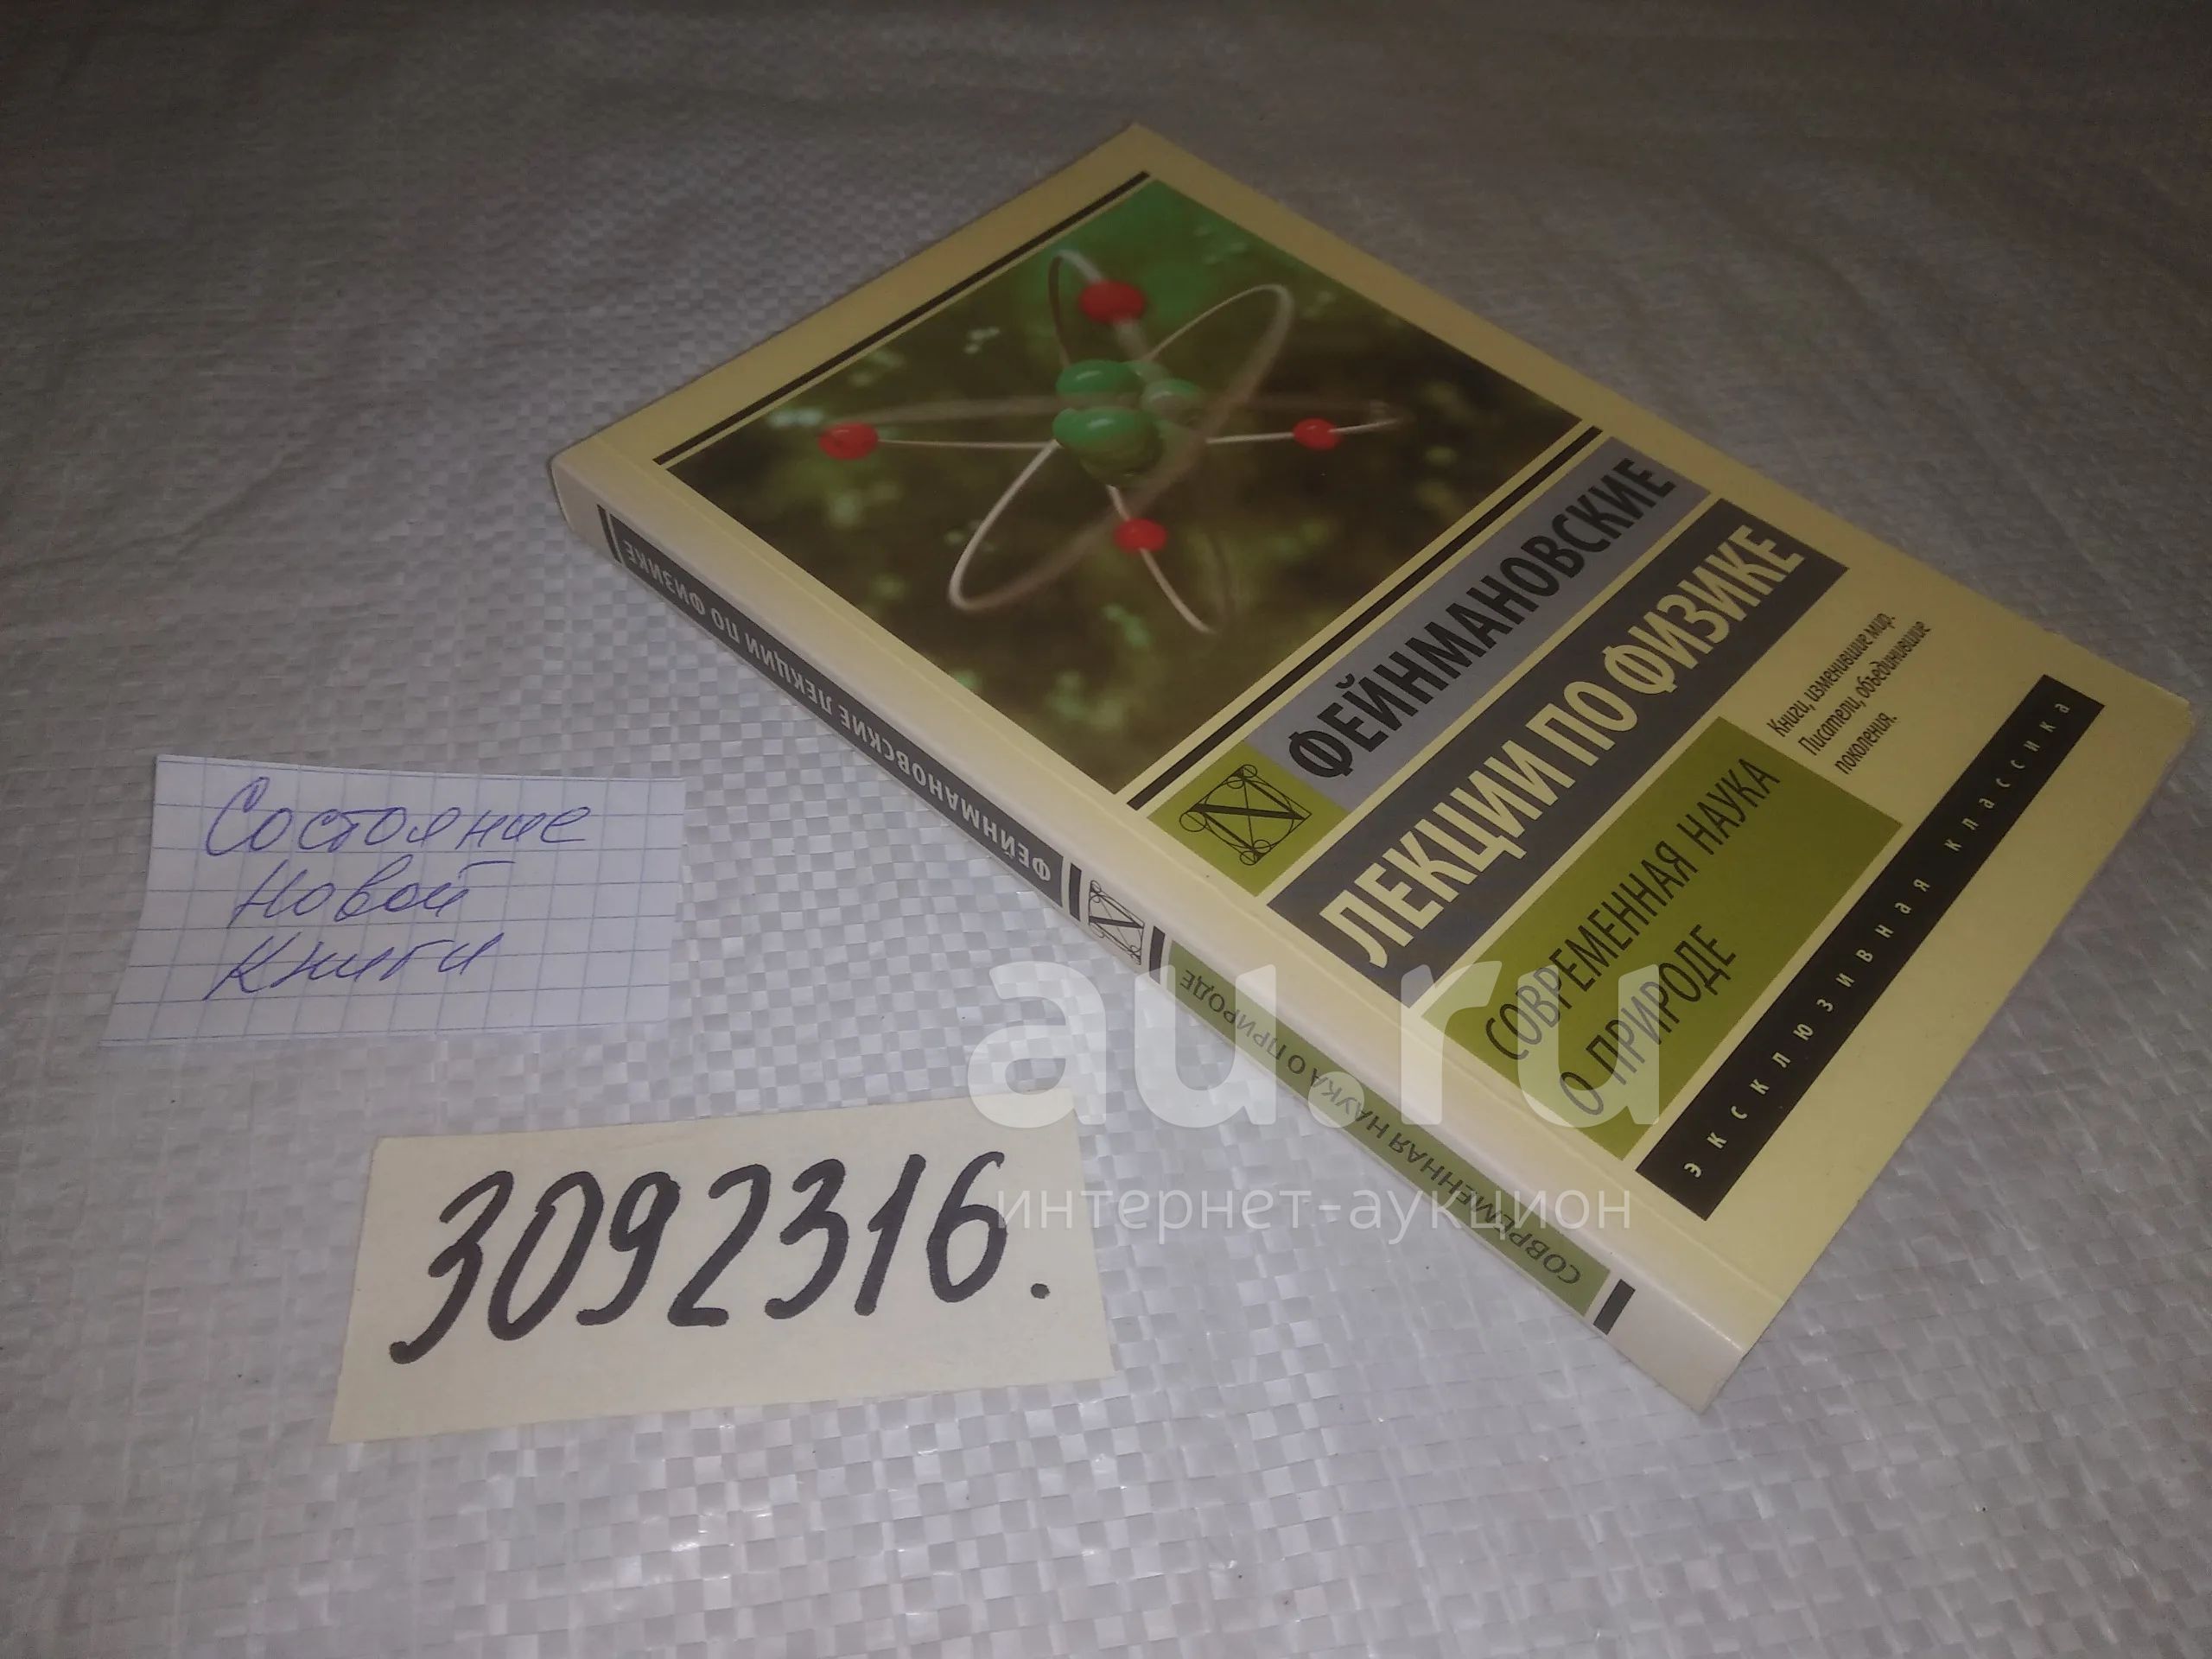 ФЕЙНМАНОВСКИЕ
ЛЕКЦИИ ПО ФИЗИКЕ
СОВРЕМЕННАЯ НАУКА
О ПРИРОДЕ
Книги, изменившие мир.
Писатели, объединившие
поколения.
эксклюзивная классика
ФЕЙНМАНОВСКИЕ ЛЕКЦИИ ПО ФИЗИКЕ
N
СОВРЕМЕННАЯ НАУКА О ПРИРОДЕ
Состояние
Новой
Книги
3092316.
au.ru
интернет-аукцион